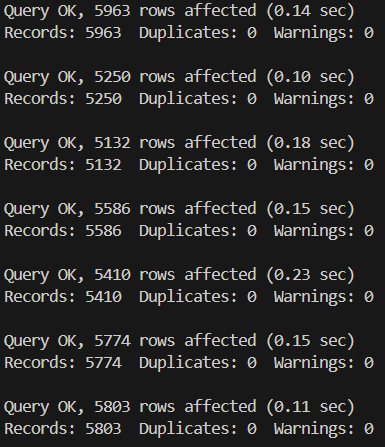 Query OK, 5963 rows affected (0.14 sec)
Records: 5963  Duplicates: 0  Warnings: 0

Query OK, 5250 rows affected (0.10 sec)
Records: 5250  Duplicates: 0  Warnings: 0

Query OK, 5132 rows affected (0.18 sec)
Records: 5132  Duplicates: 0  Warnings: 0

Query OK, 5586 rows affected (0.15 sec)
Records: 5586  Duplicates: 0  Warnings: 0

Query OK, 5410 rows affected (0.23 sec)
Records: 5410  Duplicates: 0  Warnings: 0

Query OK, 5774 rows affected (0.15 sec)
Records: 5774  Duplicates: 0  Warnings: 0

Query OK, 5803 rows affected (0.11 sec)
Records: 5803  Duplicates: 0  Warnings: 0